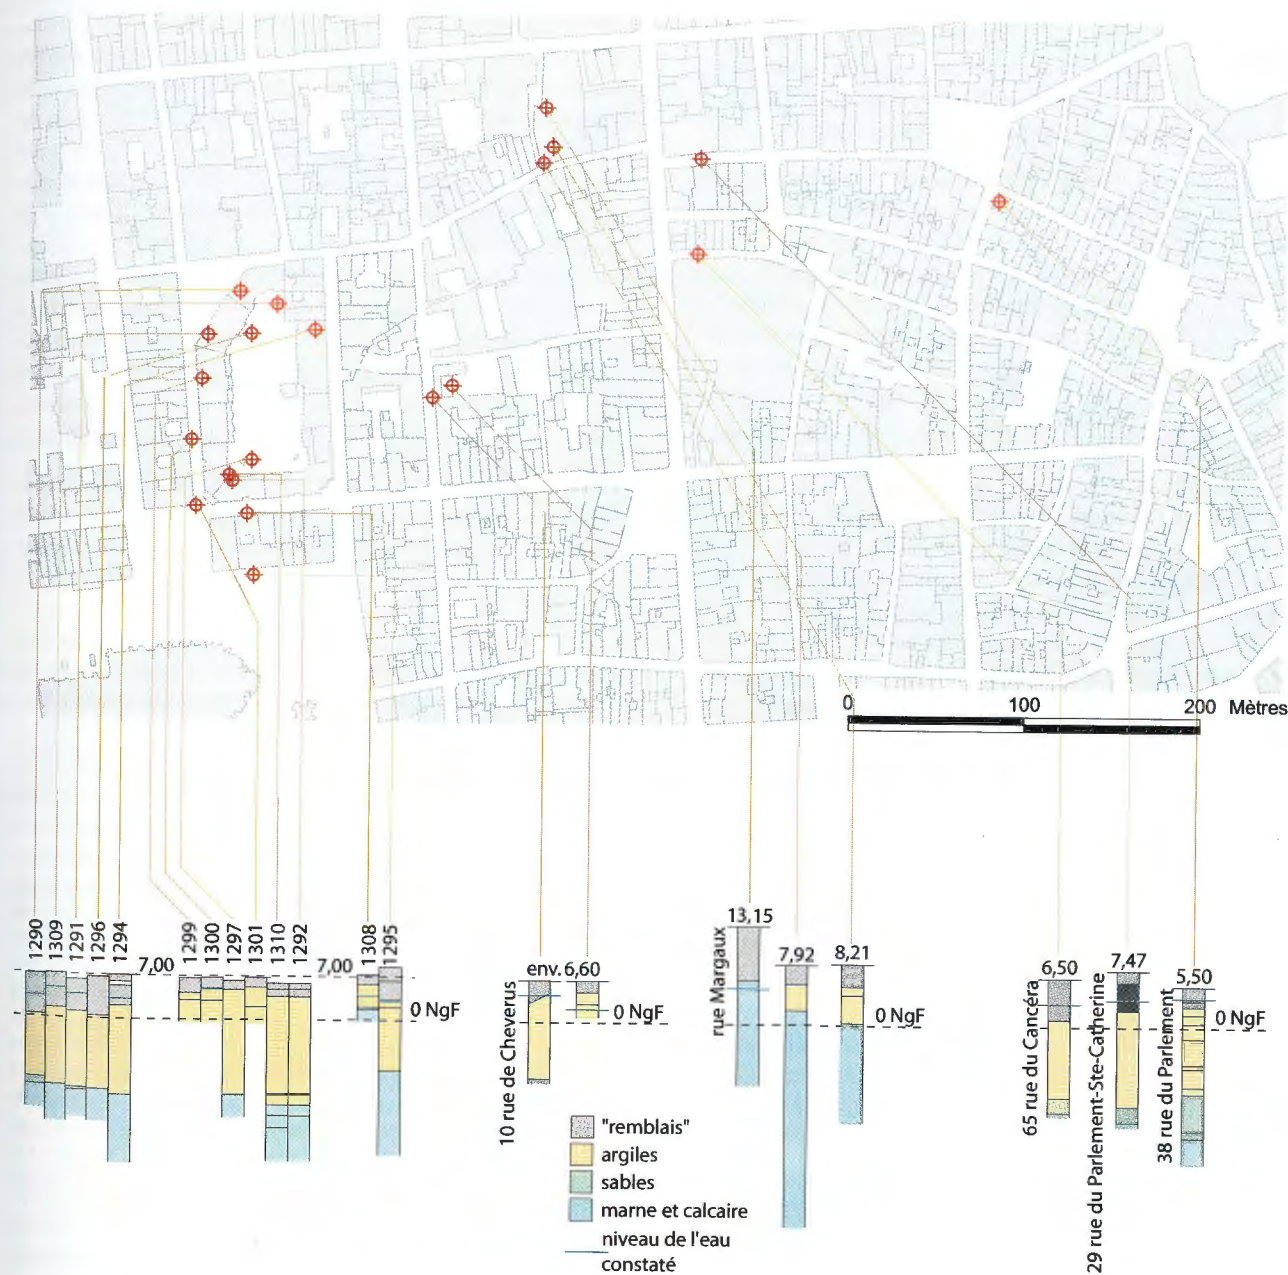 0 100 200 Mètres
1290
1309
1291
1296
1294
7,00
1299
1300
1297
1301
1310
1292
7,00
1308
1295
0 NgF
10 rue de Cheverus
env. 6,60
0 NgF
rue Margaux
13,15
7,92
8,21
0 NgF
65 rue du Cancéra
6,50
29 rue du Parlement-Ste-Catherine
7,47
38 rue du Parlement
5,50
0 NgF
"remblais"
argiles
sables
marne et calcaire
niveau de l'eau
constaté